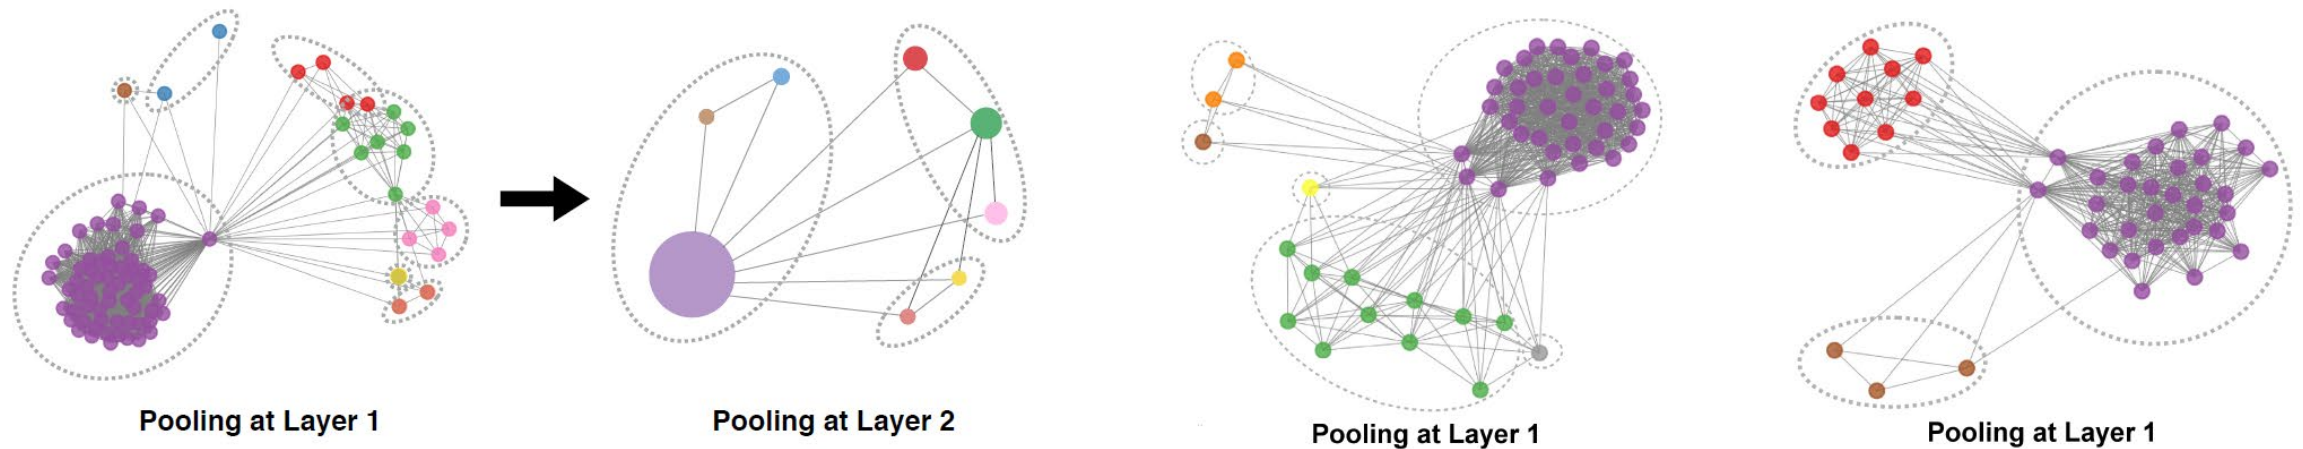 Pooling at Layer 1
Pooling at Layer 2
Pooling at Layer 1
Pooling at Layer 1